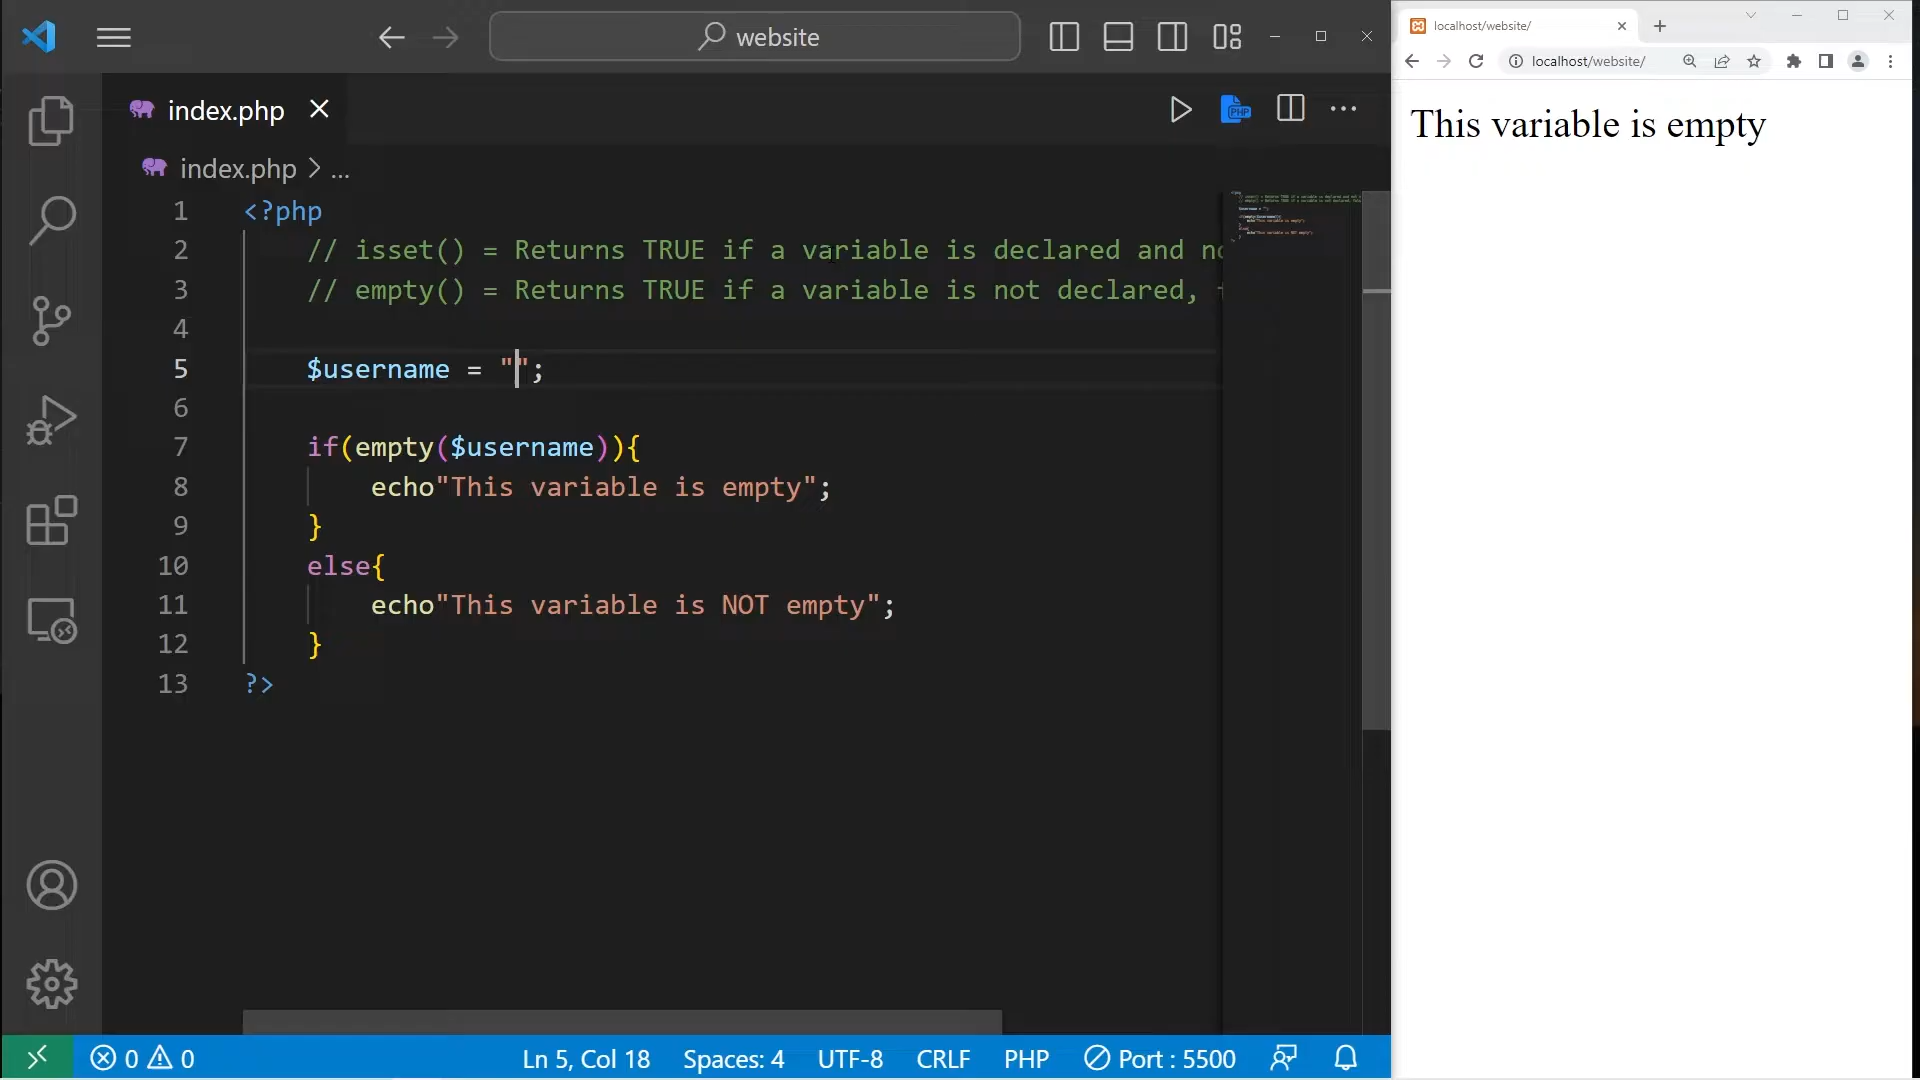 website
index.php
index.php > ...
1 <?php
2 // isset() = Returns TRUE if a variable is declared and
3 // empty() = Returns TRUE if a variable is not declared,
4
5 $username = "";
6
7 if(empty($username)){
8 echo"This variable is empty";
9 }
10 else{
11 echo"This variable is NOT empty";
12 }
13 ?>
0 0
Ln 5, Col 18
Spaces: 4
UTF-8
CRLF
PHP
Port : 5500
localhost/website/
localhost/website/
This variable is empty